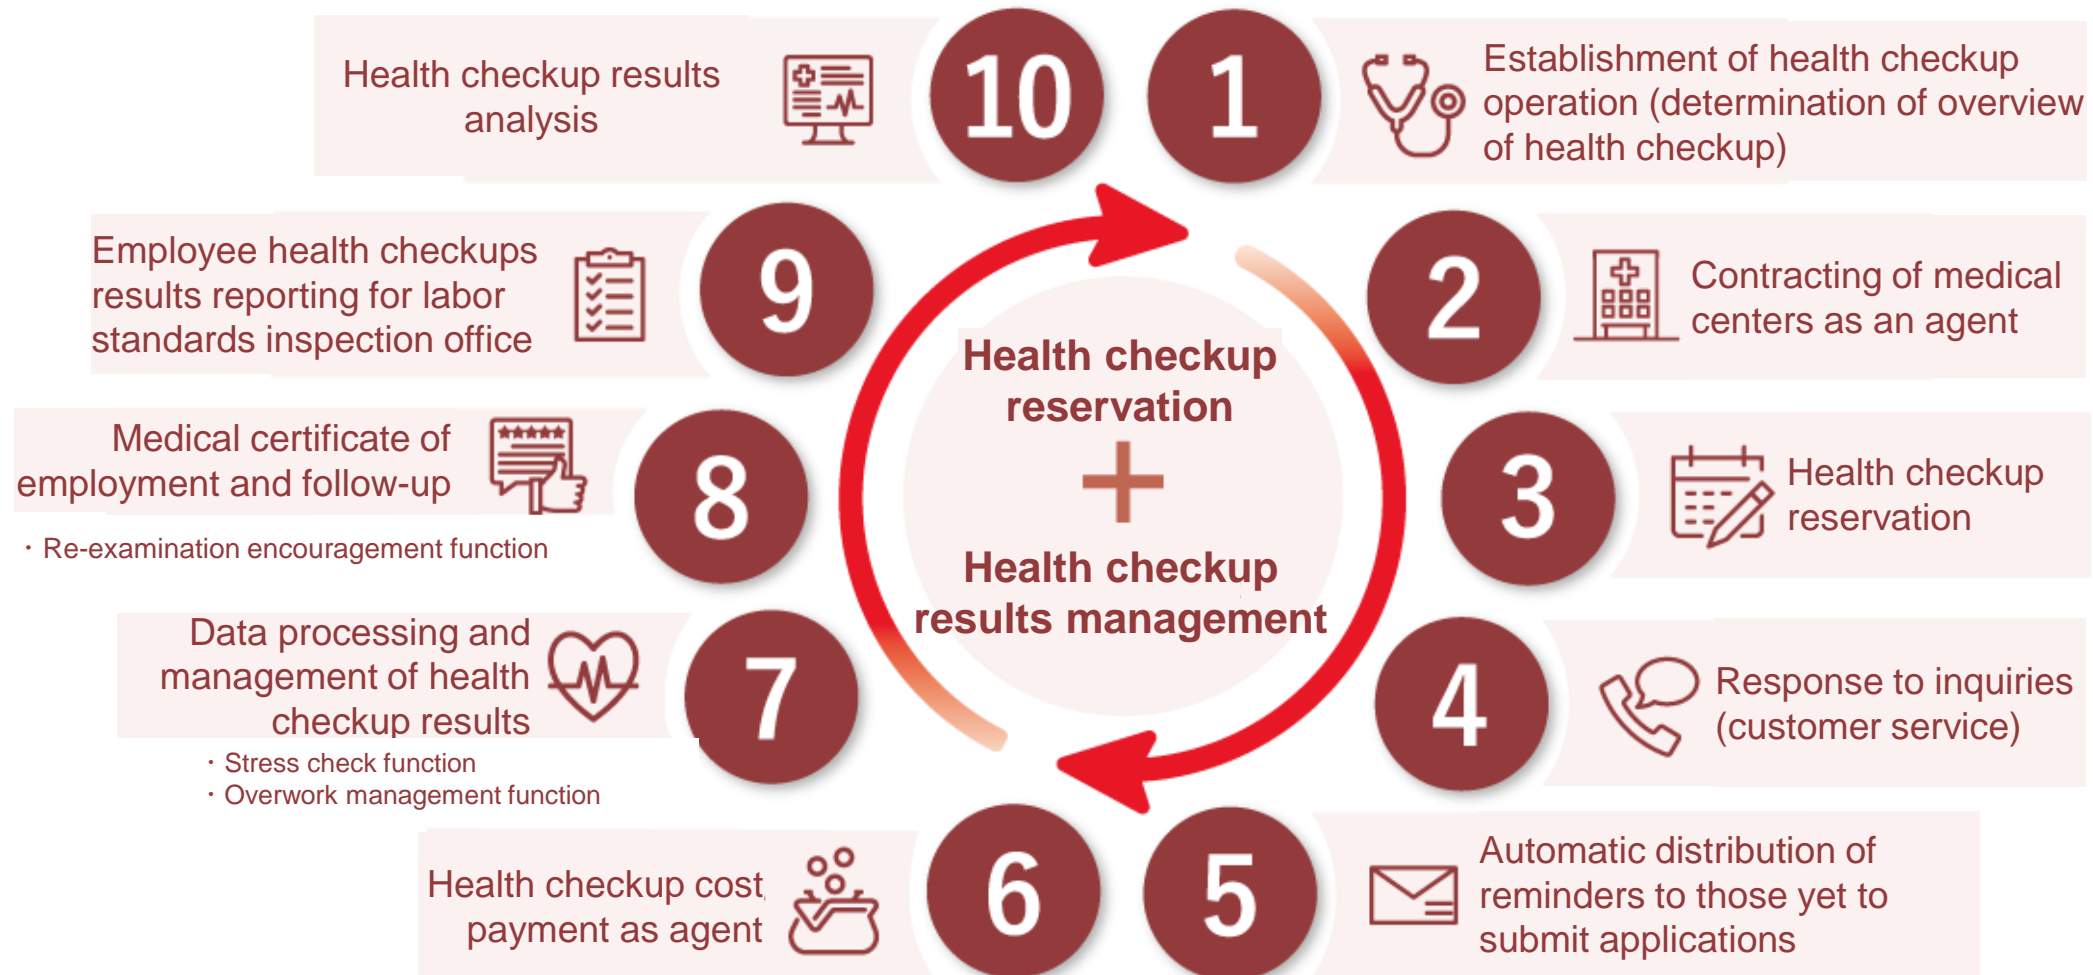 1
Establishment of health checkup
operation (determination of overview
of health checkup)
2
Contracting of medical
centers as an agent
3
Health checkup
reservation
4
Response to inquiries
(customer service)
5
Automatic distribution of
reminders to those yet to
submit applications
6
Health checkup cost
payment as agent
7
Data processing and
management of health
checkup results
・Stress check function
・Overwork management function
8
Medical certificate of
employment and follow-up
・Re-examination encouragement function
9
Employee health checkups
results reporting for labor
standards inspection office
10
Health checkup results
analysis
Health checkup
reservation
+
Health checkup
results management